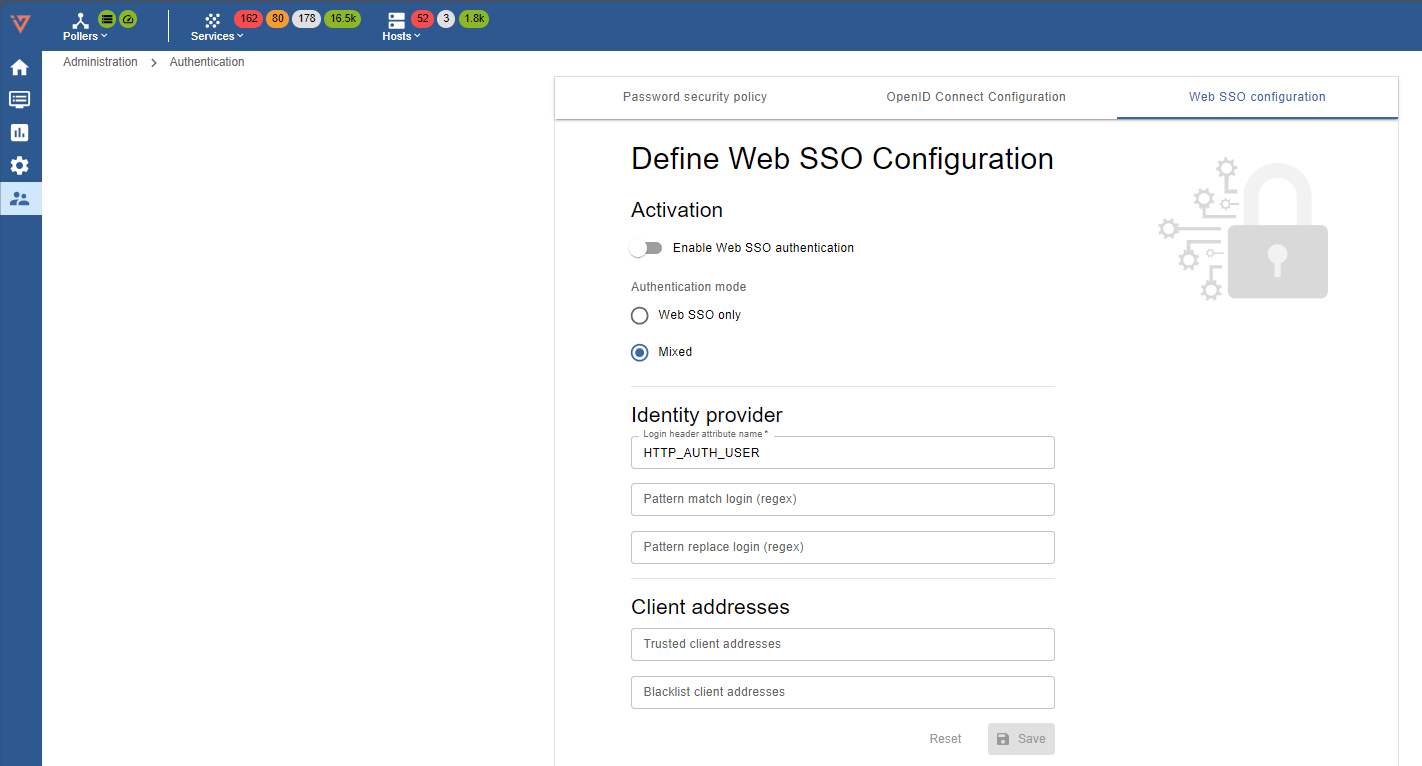 162 80 178 16.5k 52 3 1.8k
Pollers Services Hosts
Administration Authentication
Password security policy OpenID Connect Configuration Web SSO configuration
Define Web SSO Configuration
Activation
Enable Web SSO authentication
Authentication mode
Web SSO only
Mixed
Identity provider
Login header attribute name *
HTTP_AUTH_USER
Pattern match login (regex)
Pattern replace login (regex)
Client addresses
Trusted client addresses
Blacklist client addresses
Reset Save